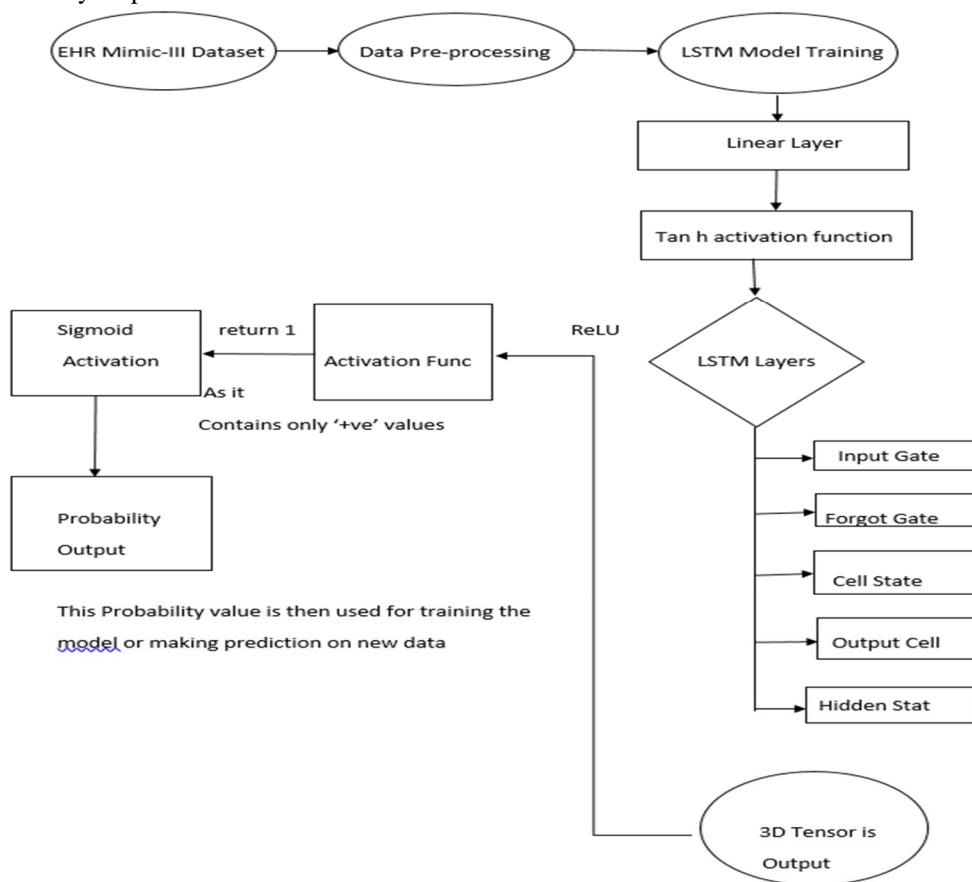 EHR Mimic-III Dataset
Data Pre-processing
LSTM Model Training
Linear Layer
Tan h activation function
LSTM Layers
Input Gate
Forgot Gate
Cell State
Output Cell
Hidden Stat
3D Tensor is
Output
ReLU
Activation Func
return 1
As it
Contains only ‘+ve’ values
Sigmoid
Activation
Probability
Output
This Probability value is then used for training the
model or making prediction on new data